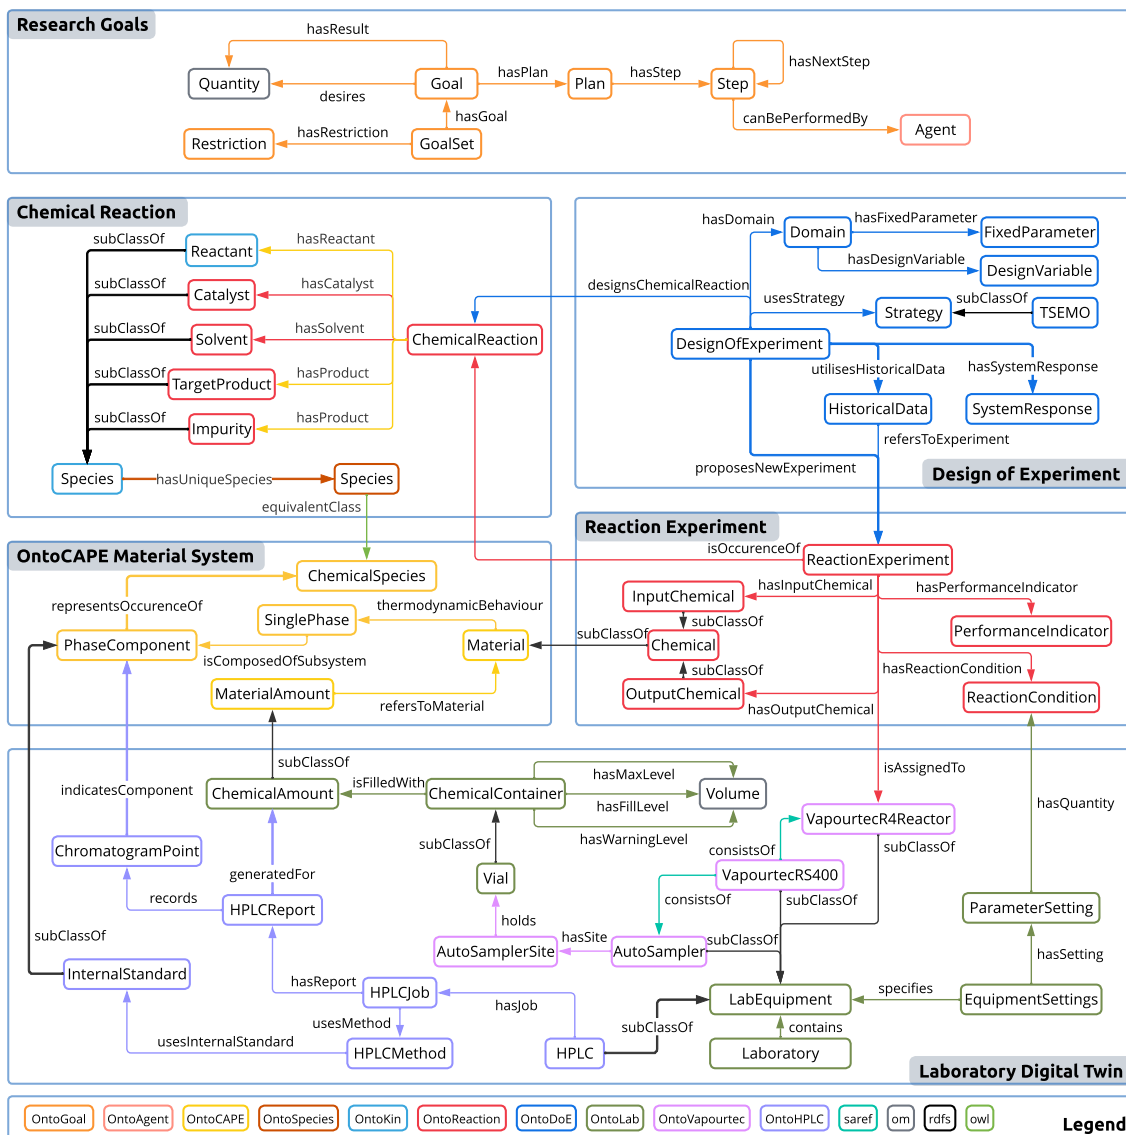 Research Goals
hasResult
Quantity
desires
Goal
hasPlan
Plan
hasStep
Step
hasNextStep
hasGoal
canBePerformedBy
Agent
Restriction
hasRestriction
GoalSet
Chemical Reaction
subClassOf
Reactant
hasReactant
subClassOf
Catalyst
hasCatalyst
subClassOf
Solvent
hasSolvent
ChemicalReaction
subClassOf
TargetProduct
hasProduct
subClassOf
Impurity
hasProduct
Species
hasUniqueSpecies
Species
equivalentClass
hasDomain
Domain
hasFixedParameter
FixedParameter
hasDesignVariable
DesignVariable
designsChemicalReaction
usesStrategy
Strategy
subClassOf
TSEMO
DesignOfExperiment
utilisesHistoricalData
hasSystemResponse
HistoricalData
SystemResponse
refersToExperiment
proposesNewExperiment
Design of Experiment
OntoCAPE Material System
ChemicalSpecies
representsOccurenceOf
SinglePhase
thermodynamicBehaviour
PhaseComponent
isComposedOfSubsystem
Material
MaterialAmount
refersToMaterial
Reaction Experiment
isOccurenceOf
ReactionExperiment
hasInputChemical
hasPerformanceIndicator
InputChemical
subClassOf
PerformanceIndicator
subClassOf
Chemical
subClassOf
hasReactionCondition
OutputChemical
hasOutputChemical
ReactionCondition
subClassOf
isAssignedTo
ChemicalAmount
isFilledWith
ChemicalContainer
hasMaxLevel
hasFillLevel
hasWarningLevel
Volume
indicatesComponent
hasQuantity
VapourtecR4Reactor
ChromatogramPoint
subClassOf
consistsOf
subClassOf
generatedFor
Vial
VapourtecRS400
records
HPLCReport
holds
consistsOf
subClassOf
ParameterSetting
subClassOf
AutoSamplerSite
hasSite
AutoSampler
subClassOf
hasSetting
InternalStandard
hasReport
HPLCJob
hasJob
LabEquipment
specifies
EquipmentSettings
usesMethod
subClassOf
contains
usesInternalStandard
HPLCMethod
HPLC
Laboratory
Laboratory Digital Twin
OntoGoal
OntoAgent
OntoCAPE
OntoSpecies
OntoKin
OntoReaction
OntoDoE
OntoLab
OntoVapourtec
OntoHPLC
saref
om
rdfs
owl
Legend